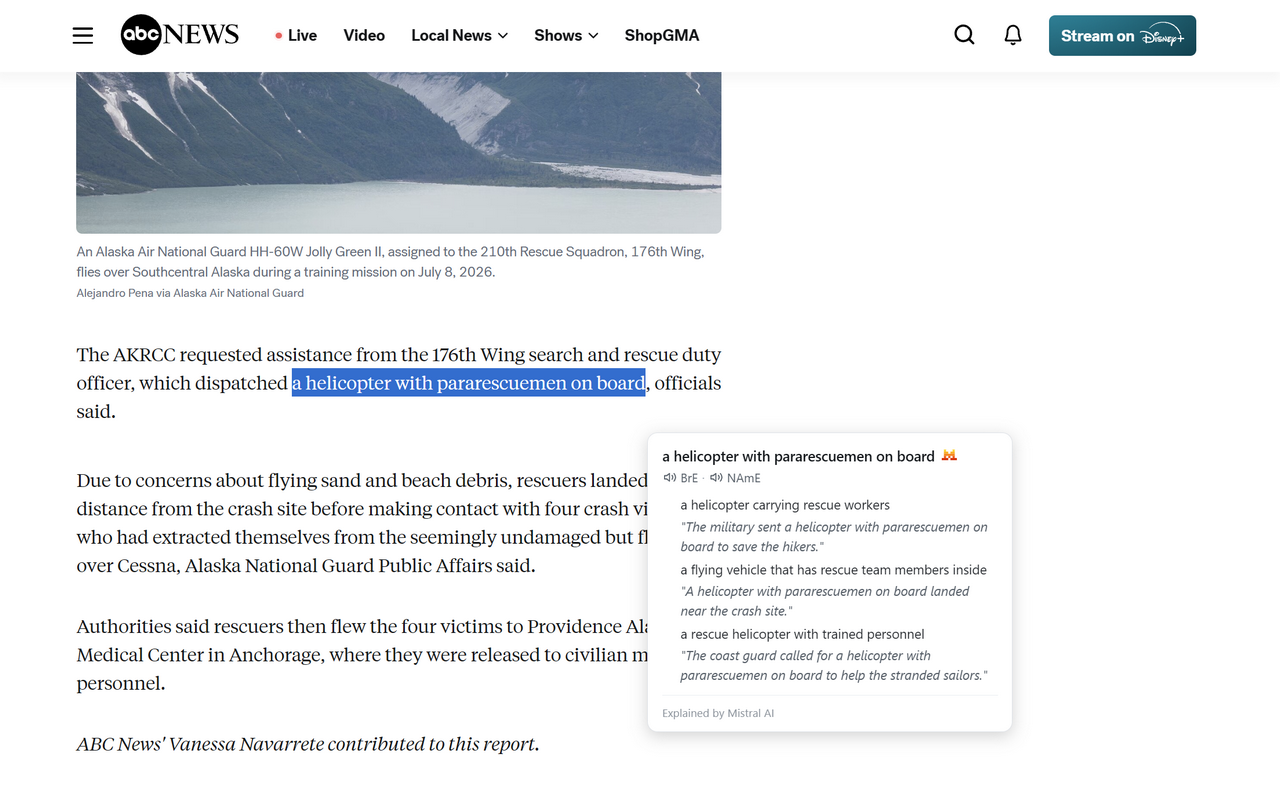 abc NEWS
Live
Video
Local News
Shows
ShopGMA
Stream on Disney+
An Alaska Air National Guard HH-60W Jolly Green II, assigned to the 210th Rescue Squadron, 176th Wing,
flies over Southcentral Alaska during a training mission on July 8, 2026.
Alejandro Pena via Alaska Air National Guard
The AKRCC requested assistance from the 176th Wing search and rescue duty
officer, which dispatched a helicopter with pararescuemen on board, officials
said.
Due to concerns about flying sand and beach debris, rescuers landed
distance from the crash site before making contact with four crash
who had extracted themselves from the seemingly undamaged but
over Cessna, Alaska National Guard Public Affairs said.
Authorities said rescuers then flew the four victims to Providence
Medical Center in Anchorage, where they were released to civilian
personnel.
ABC News' Vanessa Navarrete contributed to this report.
a helicopter with pararescuemen on board
BrE · NAmE
a helicopter carrying rescue workers
"The military sent a helicopter with pararescuemen on
board to save the hikers."
a flying vehicle that has rescue team members inside
"A helicopter with pararescuemen on board landed
near the crash site."
a rescue helicopter with trained personnel
"The coast guard called for a helicopter with
pararescuemen on board to help the stranded sailors."
Explained by Mistral AI